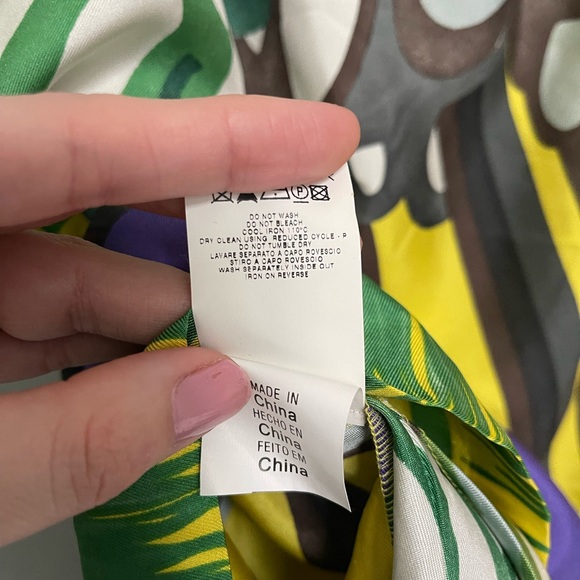 DO NOT WASH
DO NOT BLEACH
COOL IRON 110°C
DRY CLEAN USING REDUCED CYCLE - P
DO NOT TUMBLE DRY
LAVARE SEPARATO A CAPO ROVESCIO
STIRO A CAPO ROVESCIO
WASH SEPARATELY INSIDE OUT
IRON ON REVERSE
MADE IN
China
HECHO EN
China
FEITO EM
China